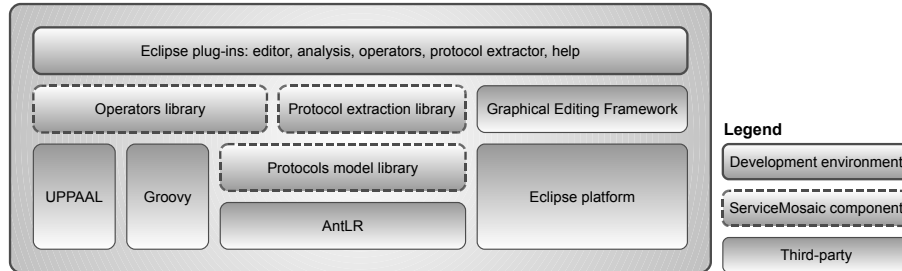 Eclipse plug-ins: editor, analysis, operators, protocol extractor, help
Operators library
Protocol extraction library
Graphical Editing Framework
UPPAAL
Groovy
Protocols model library
AntLR
Eclipse platform
Legend
Development environment
ServiceMosaic component
Third-party